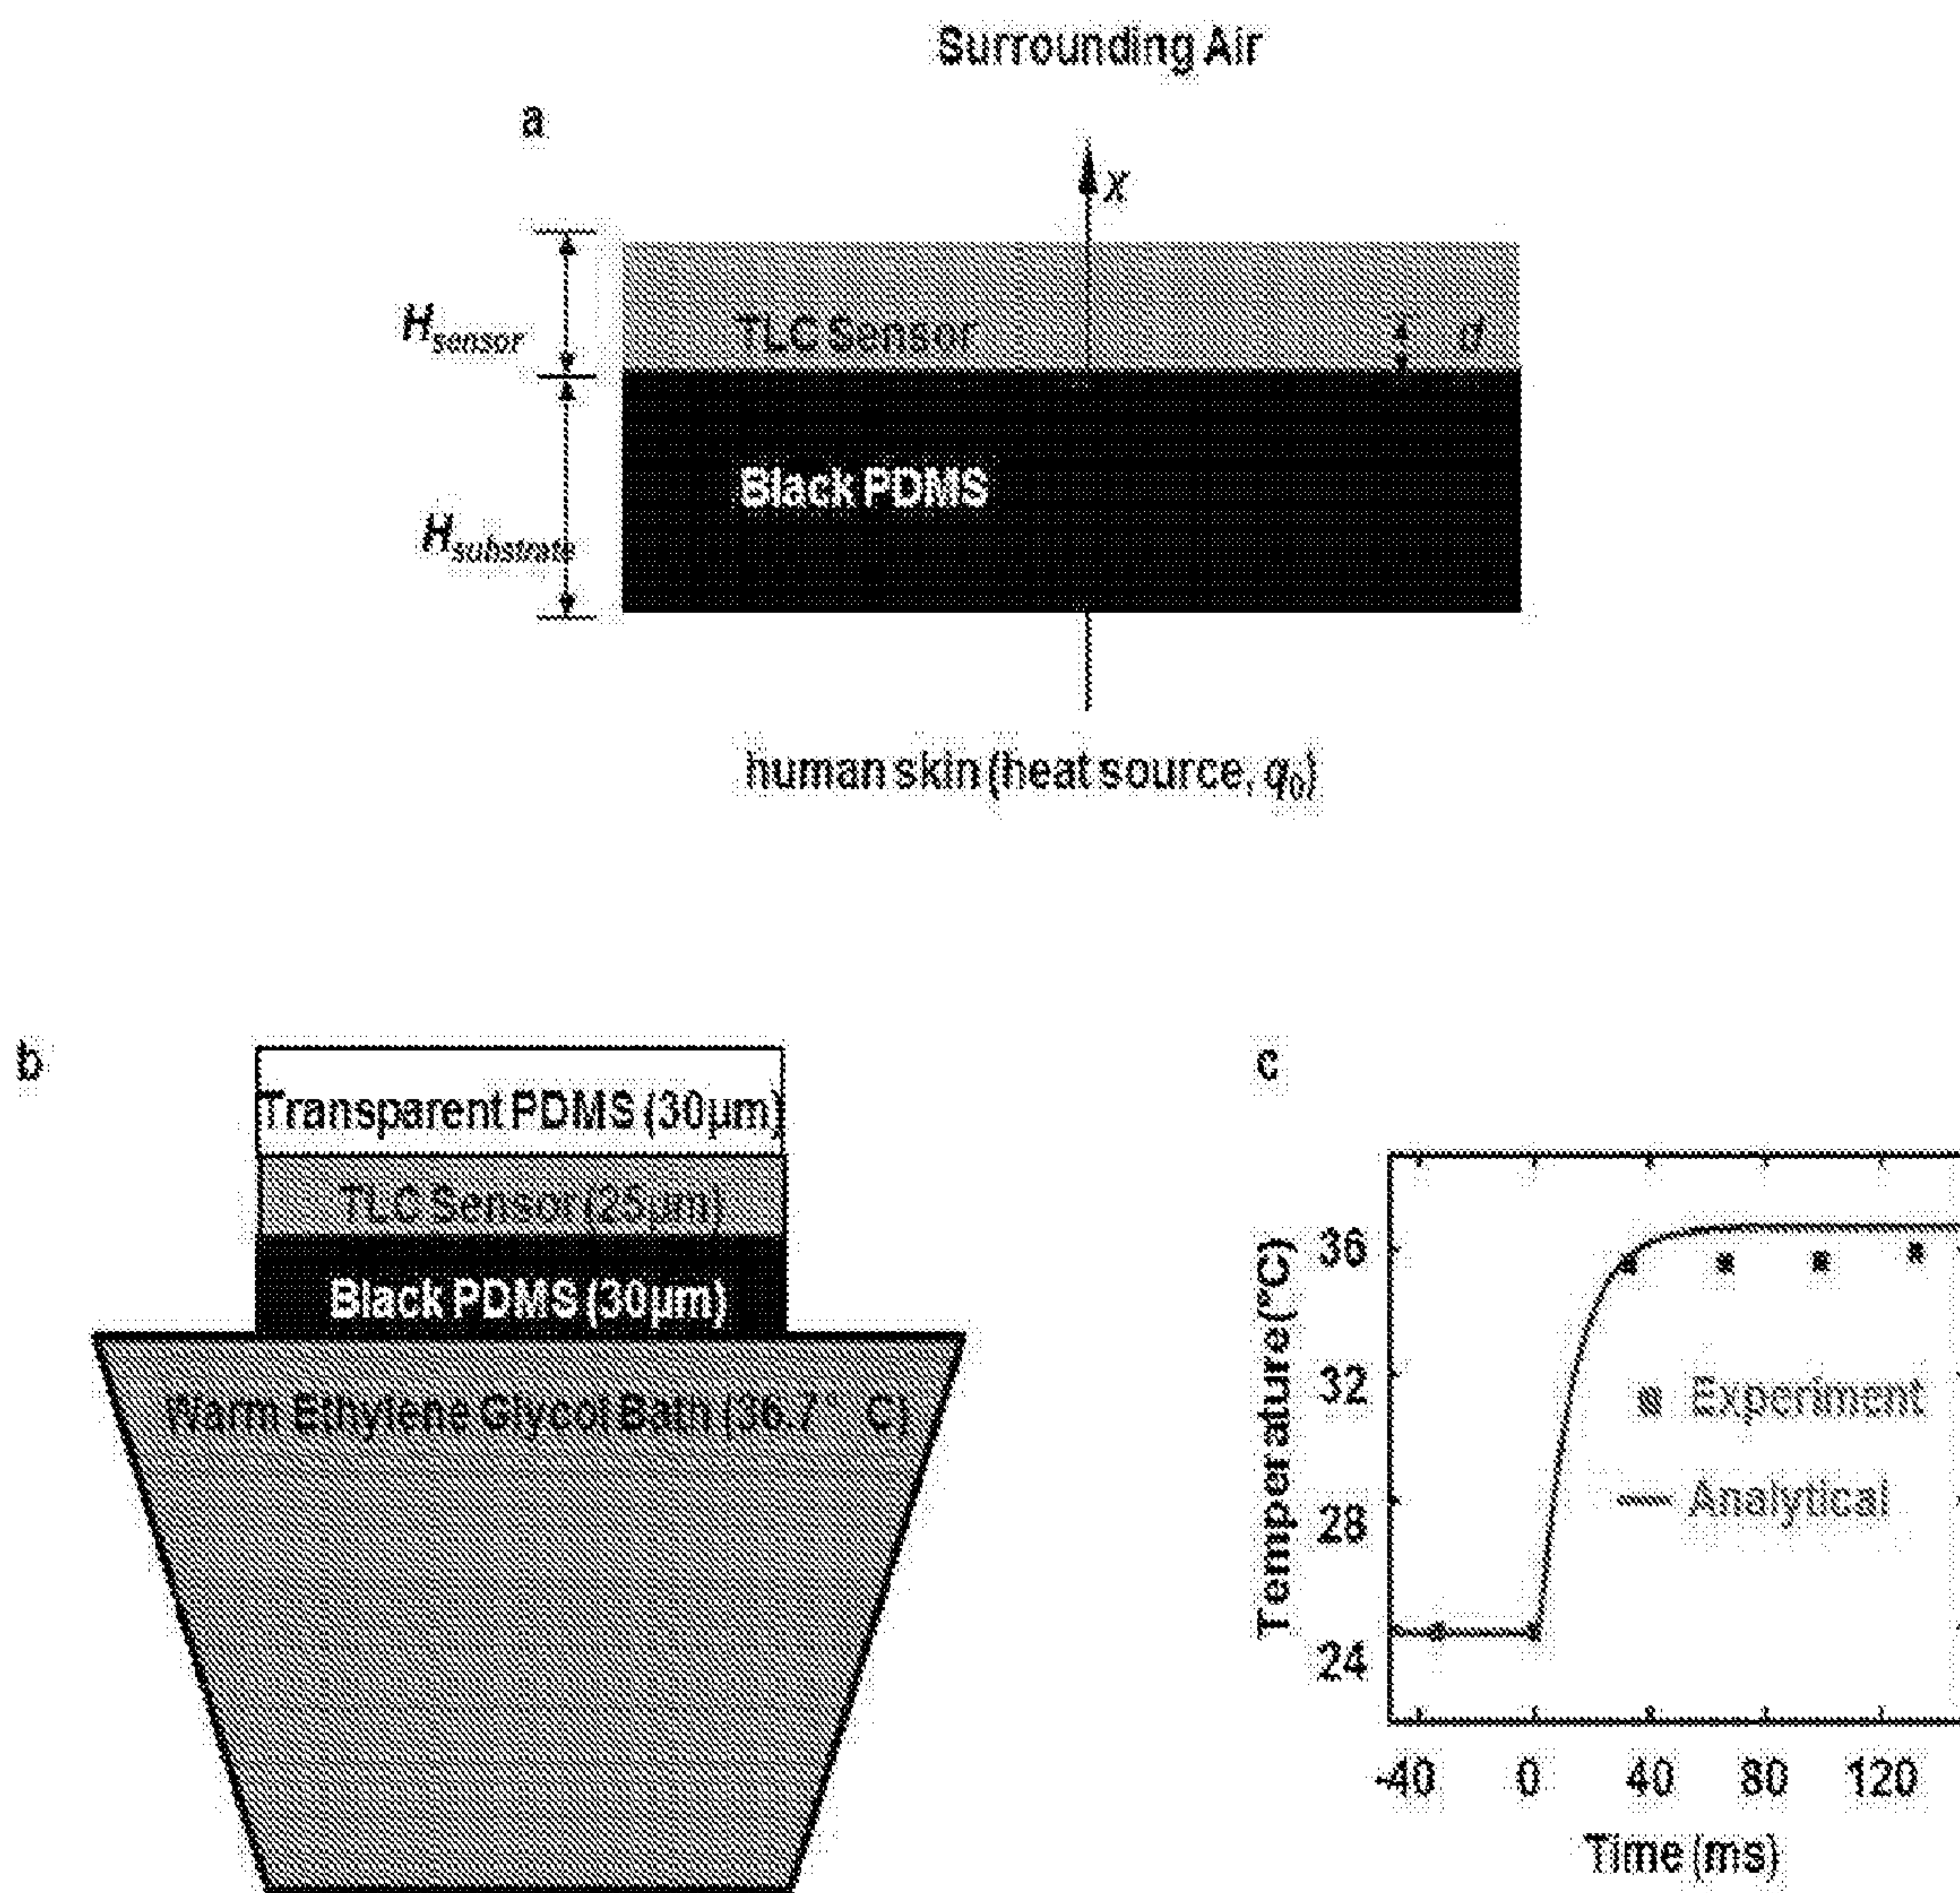 Surrounding Air
a
x
H_sensor
TLC Sensor
d
Black PDMS
H_substrate
human skin (heat source, q₀)
b
Transparent PDMS (30μm)
TLC Sensor (25μm)
Black PDMS (30μm)
Warm Ethylene Glycol Bath (36.7° C)
c
Temperature(°C)
36
32
28
24
Experiment
Analytical
-40 0 40 80 120
Time (ms)